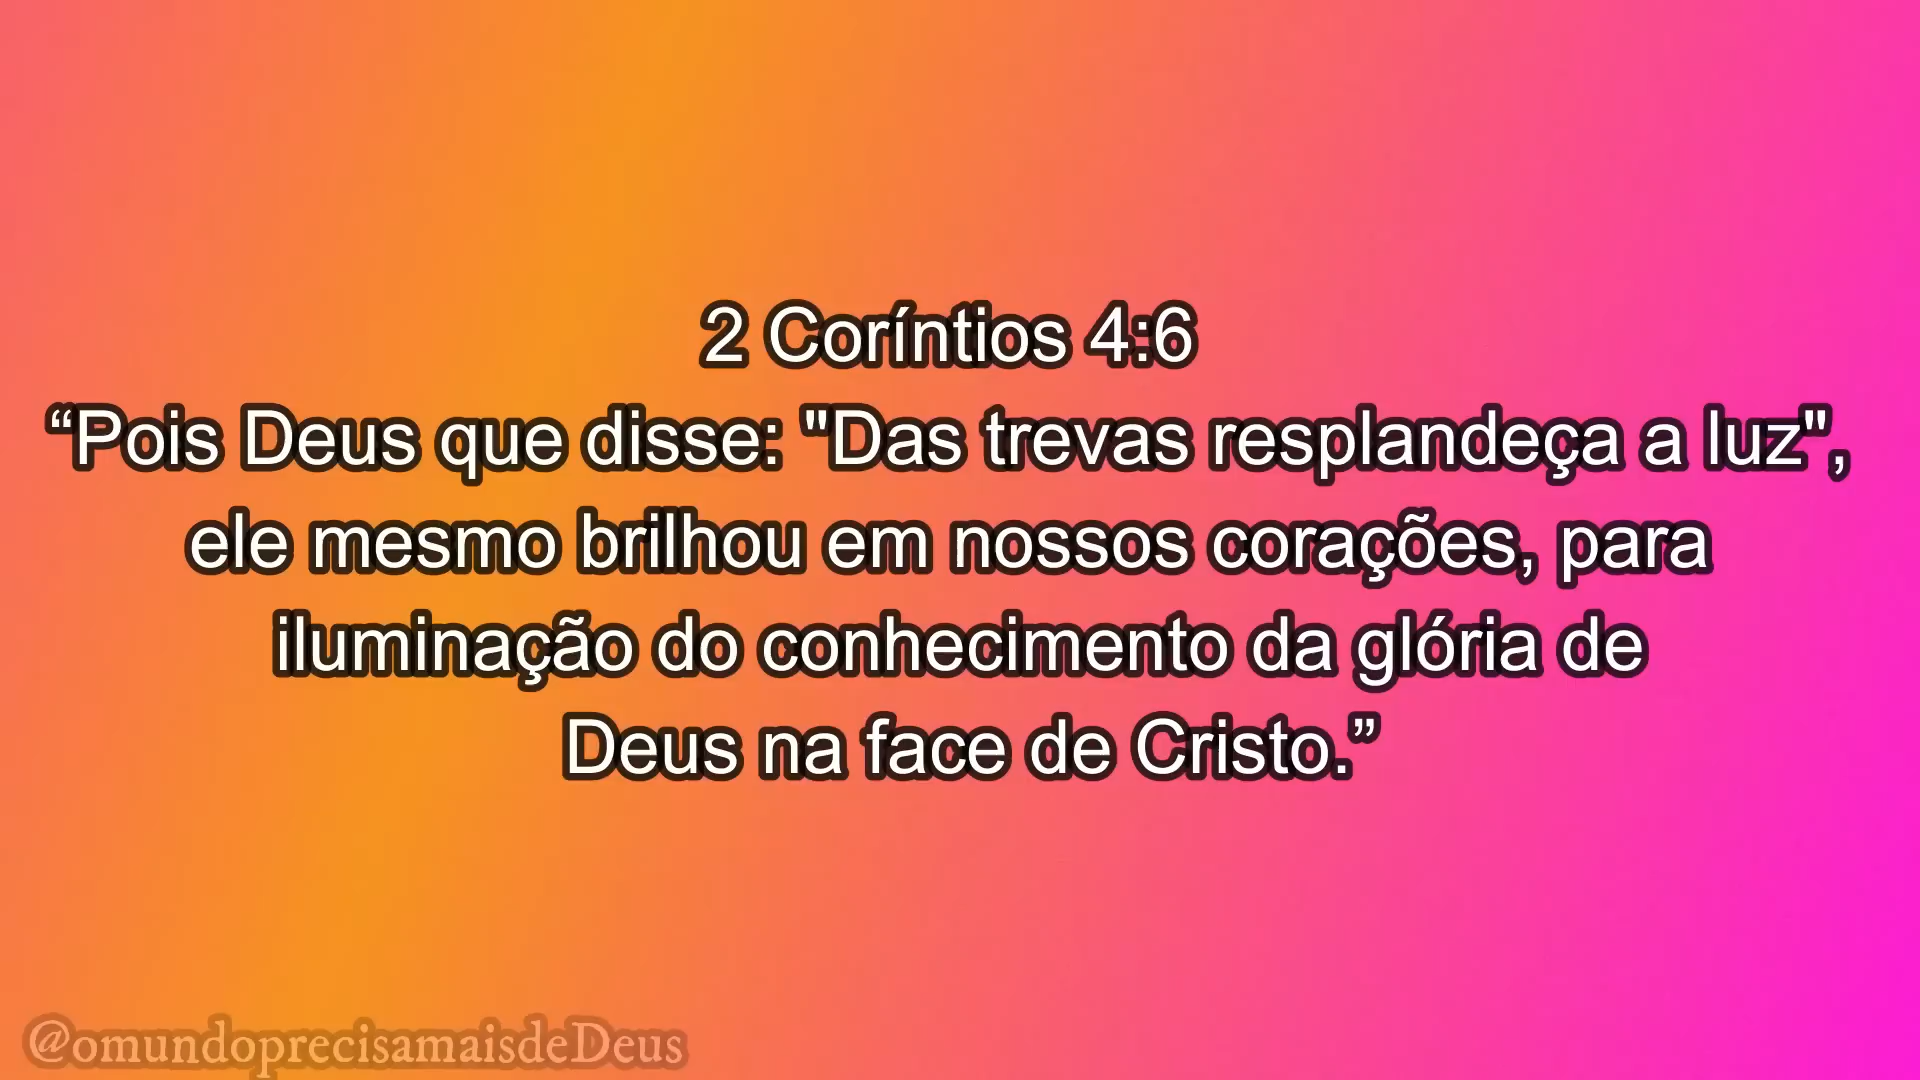 2 Coríntios 4:6
“Pois Deus que disse: "Das trevas resplandeça a luz",
ele mesmo brilhou em nossos corações, para
iluminação do conhecimento da glória de
Deus na face de Cristo.”
@omundoprecisamaisdeDeus